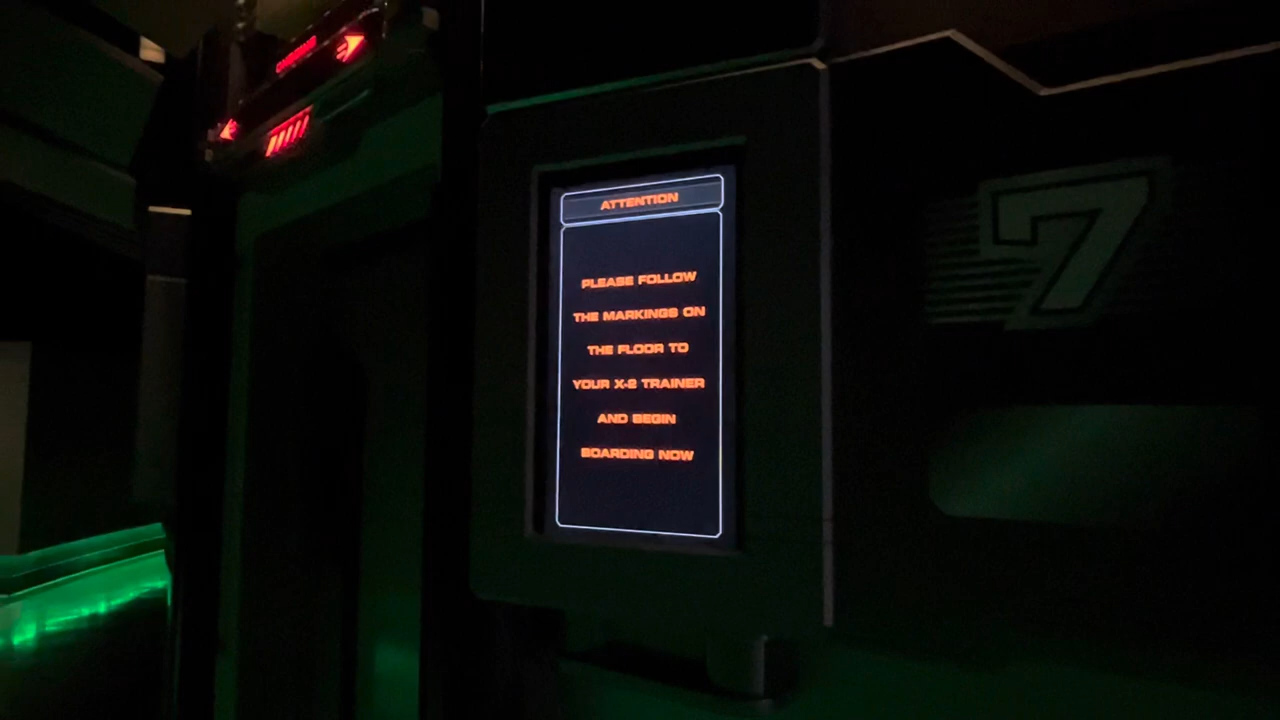 ATTENTION
PLEASE FOLLOW
THE MARKINGS ON
THE FLOOR TO
YOUR X-2 TRAINER
AND BEGIN
BOARDING NOW
7